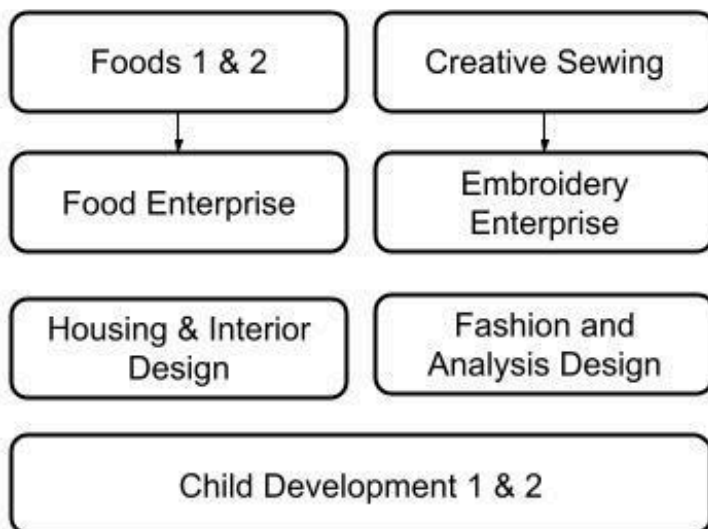 Foods 1 & 2
Creative Sewing
Food Enterprise
Embroidery
Enterprise
Housing & Interior
Design
Fashion and
Analysis Design
Child Development 1 & 2